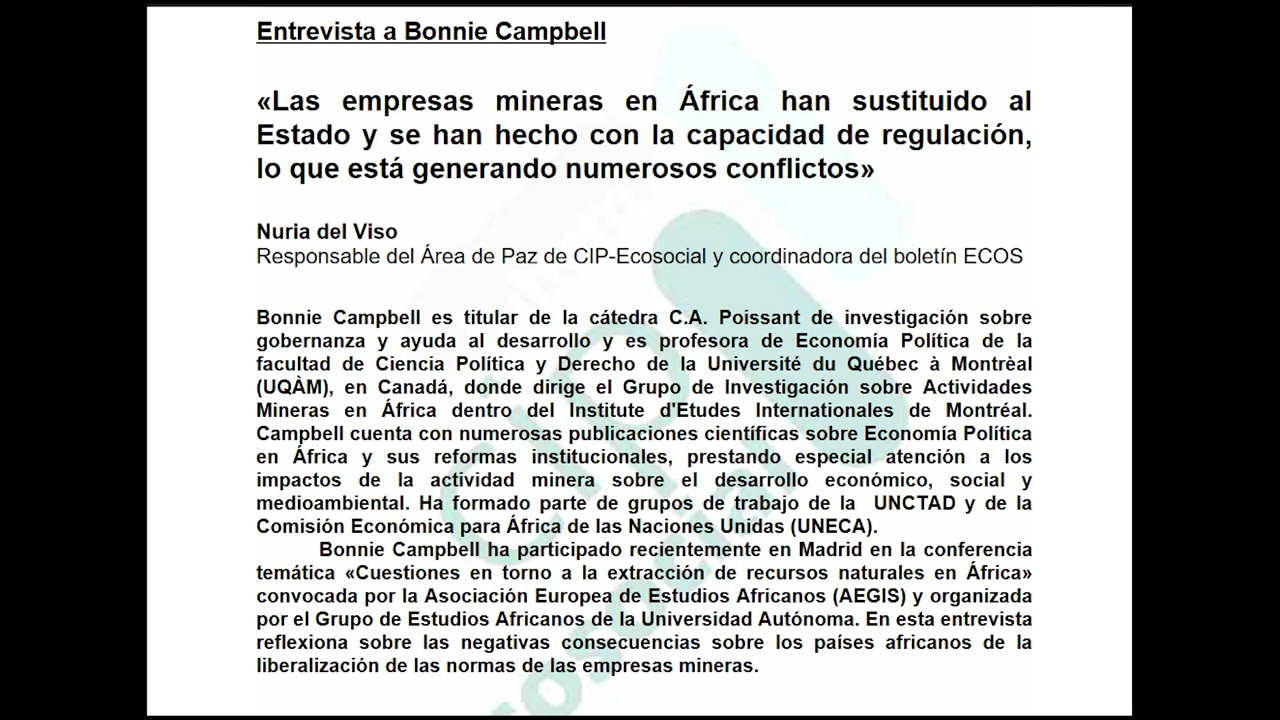 Entrevista a Bonnie Campbell
«Las empresas mineras en África han sustituido al
Estado y se han hecho con la capacidad de regulación,
lo que está generando numerosos conflictos»
Nuria del Viso
Responsable del Área de Paz de CIP-Ecosocial y coordinadora del boletín ECOS
Bonnie Campbell es titular de la cátedra C.A. Poissant de investigación sobre
gobernanza y ayuda al desarrollo y es profesora de Economía Política de la
facultad de Ciencia Política y Derecho de la Université du Québec à Montrèal
(UQÀM), en Canadá, donde dirige el Grupo de Investigación sobre Actividades
Mineras en África dentro del Institute d'Etudes Internationales de Montréal.
Campbell cuenta con numerosas publicaciones científicas sobre Economía Política
en África y sus reformas institucionales, prestando especial atención a los
impactos de la actividad minera sobre el desarrollo económico, social y
medioambiental. Ha formado parte de grupos de trabajo de la UNCTAD y de la
Comisión Económica para África de las Naciones Unidas (UNECA).
Bonnie Campbell ha participado recientemente en Madrid en la conferencia
temática «Cuestiones en torno a la extracción de recursos naturales en África»
convocada por la Asociación Europea de Estudios Africanos (AEGIS) y organizada
por el Grupo de Estudios Africanos de la Universidad Autónoma. En esta entrevista
reflexiona sobre las negativas consecuencias sobre los países africanos de la
liberalización de las normas de las empresas mineras.
cip
ecosocial